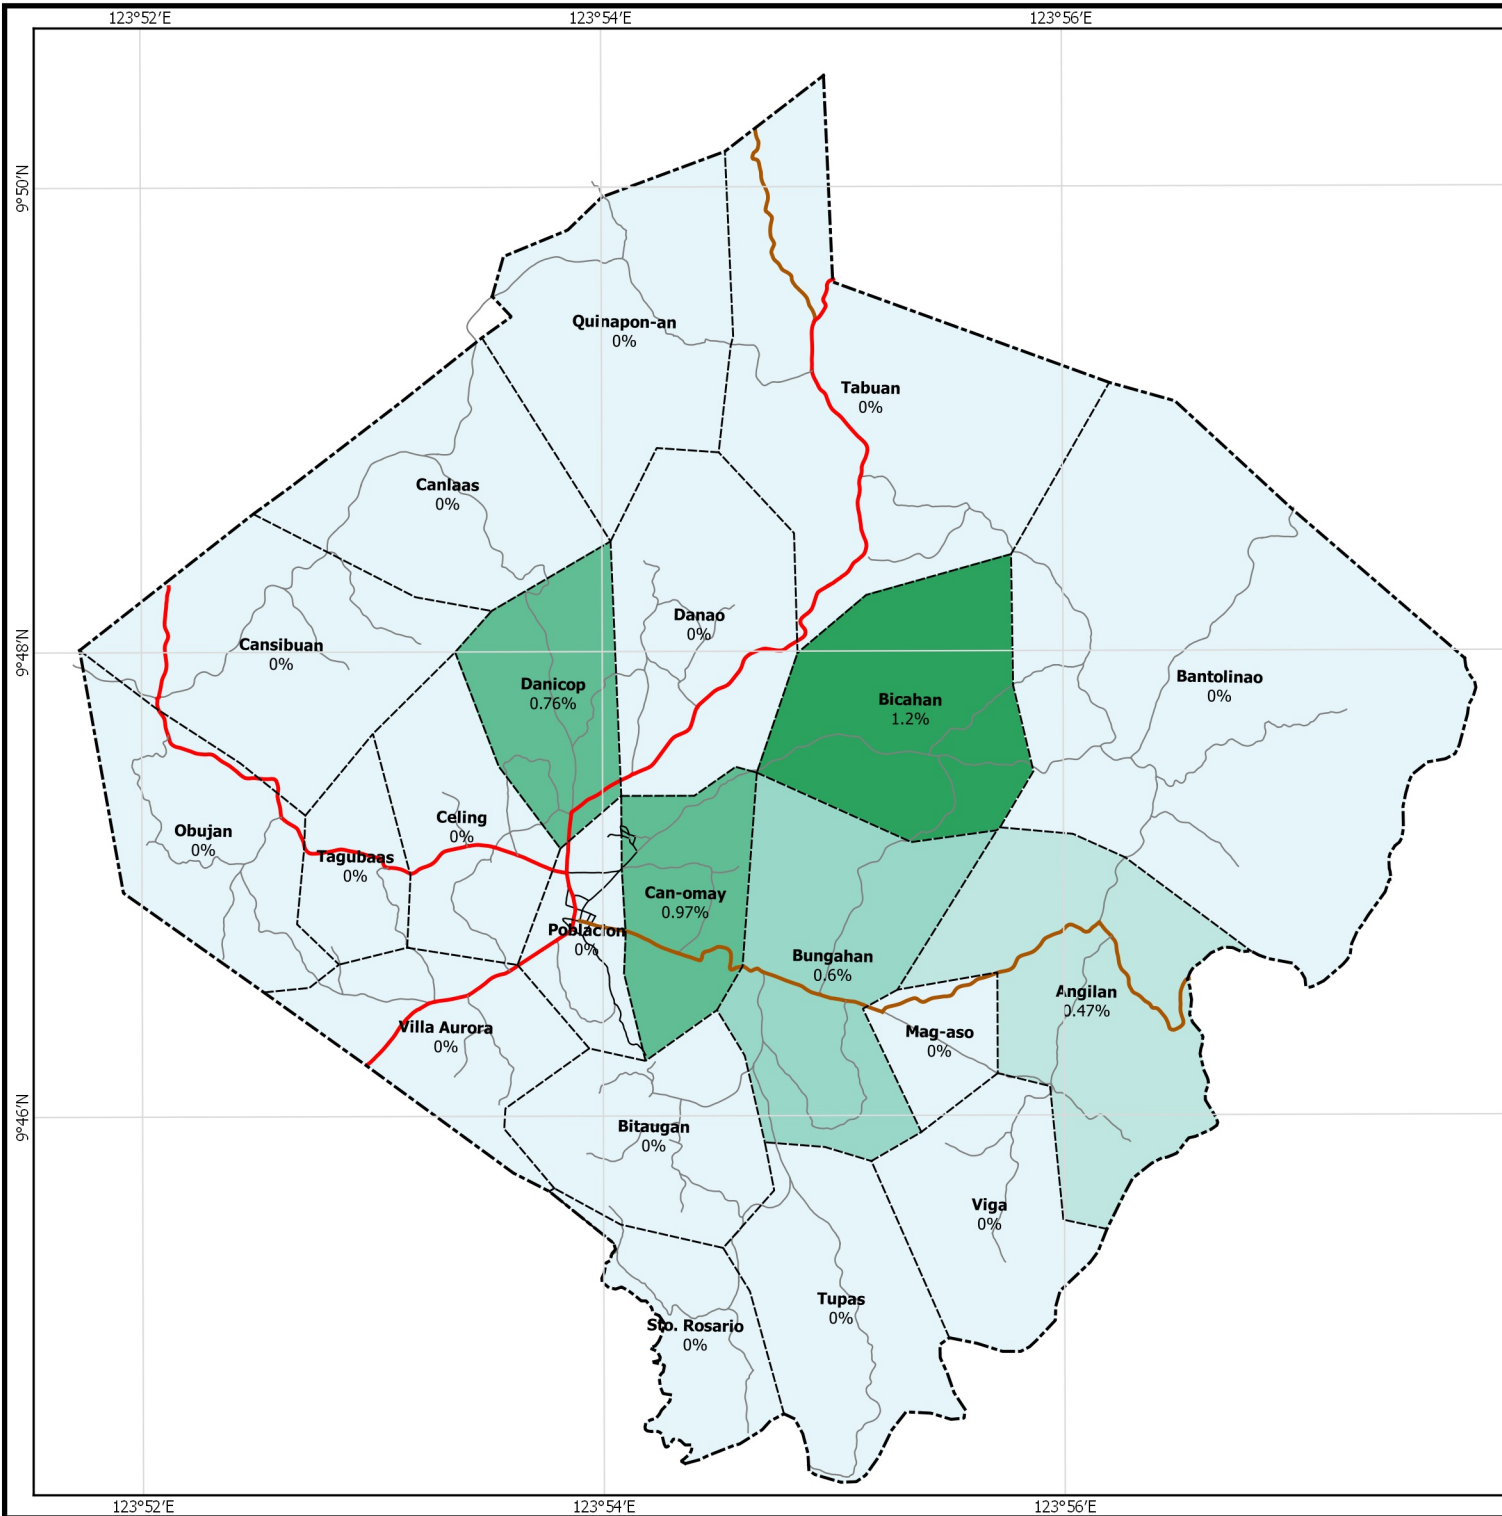 123°52′E
123°54′E
123°56′E
9°50′N
Quinapon-an
0%
Tabuan
0%
Canlaas
0%
Danao
0%
Cansibuan
0%
9°48′N
Danicop
0.76%
Bicahan
1.2%
Bantolinao
0%
Obujan
0%
Celing
0%
Tagubaas
0%
Can-omay
0.97%
Poblacion
0%
Bungahan
0.6%
Angilan
0.47%
Villa Aurora
0%
Mag-aso
0%
9°46′N
Bitaugan
0%
Viga
0%
Tupas
0%
Sto. Rosario
0%
123°52′E
123°54′E
123°56′E